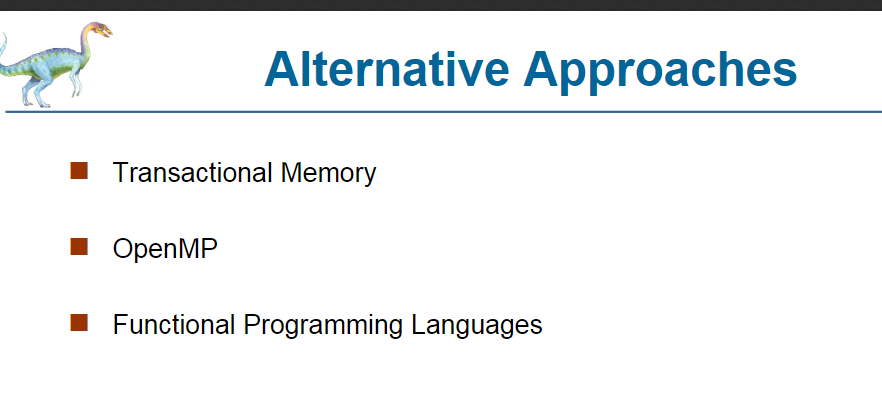 Alternative Approaches
Transactional Memory
OpenMP
Functional Programming Languages